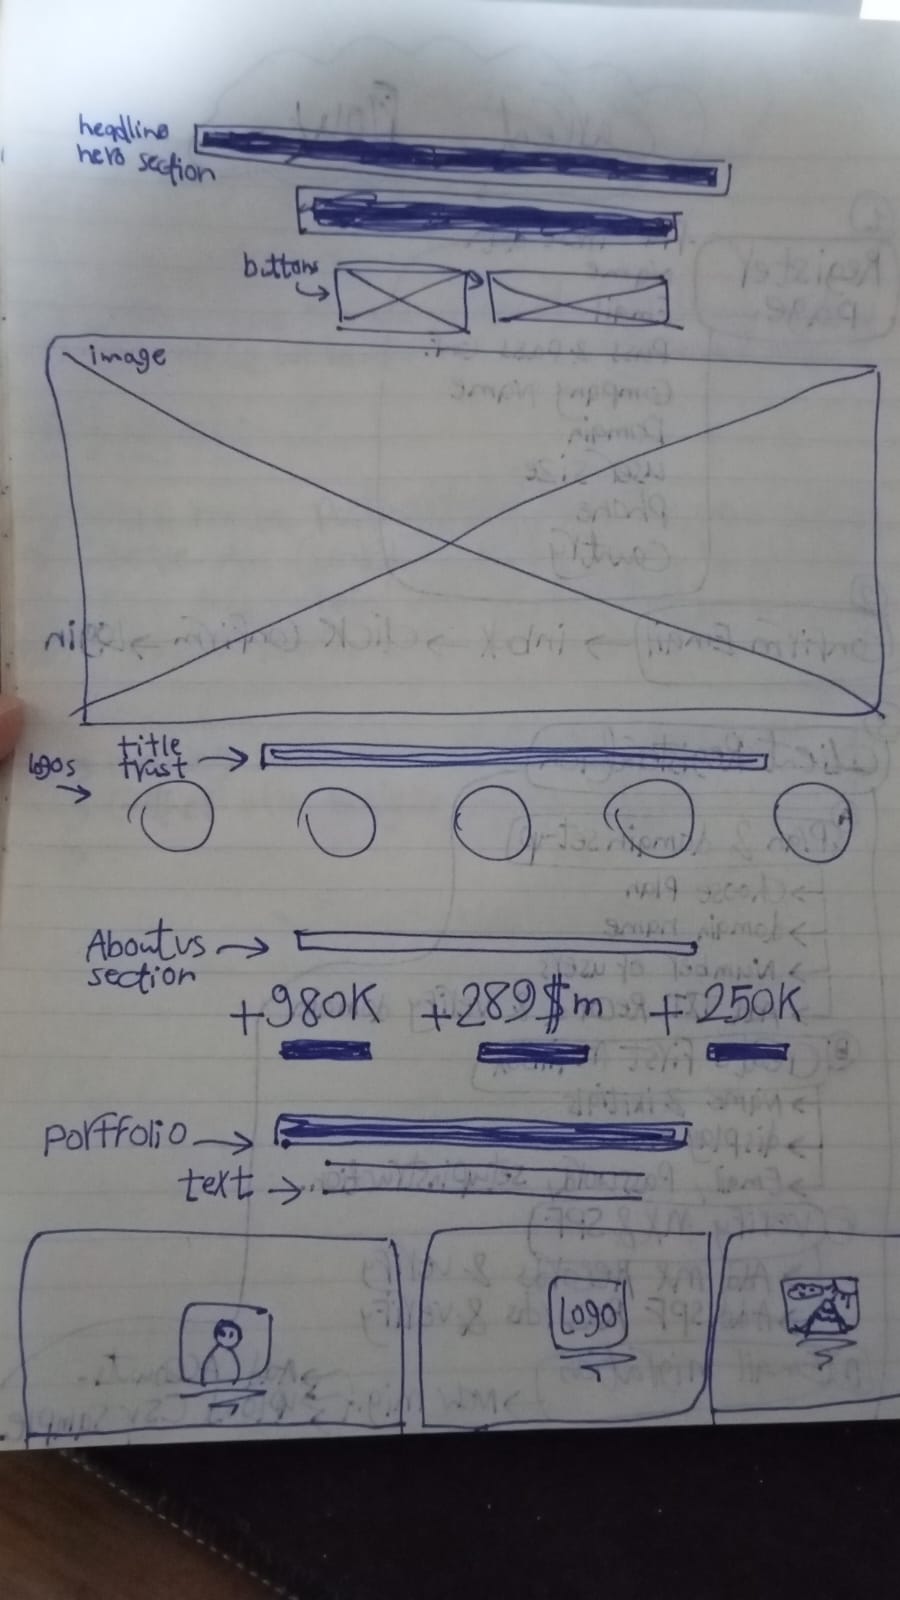 headline
hero section
buttons
image
title
trust
logos
About us
section
+980K +289$m +250K
portfolio
text
Logo